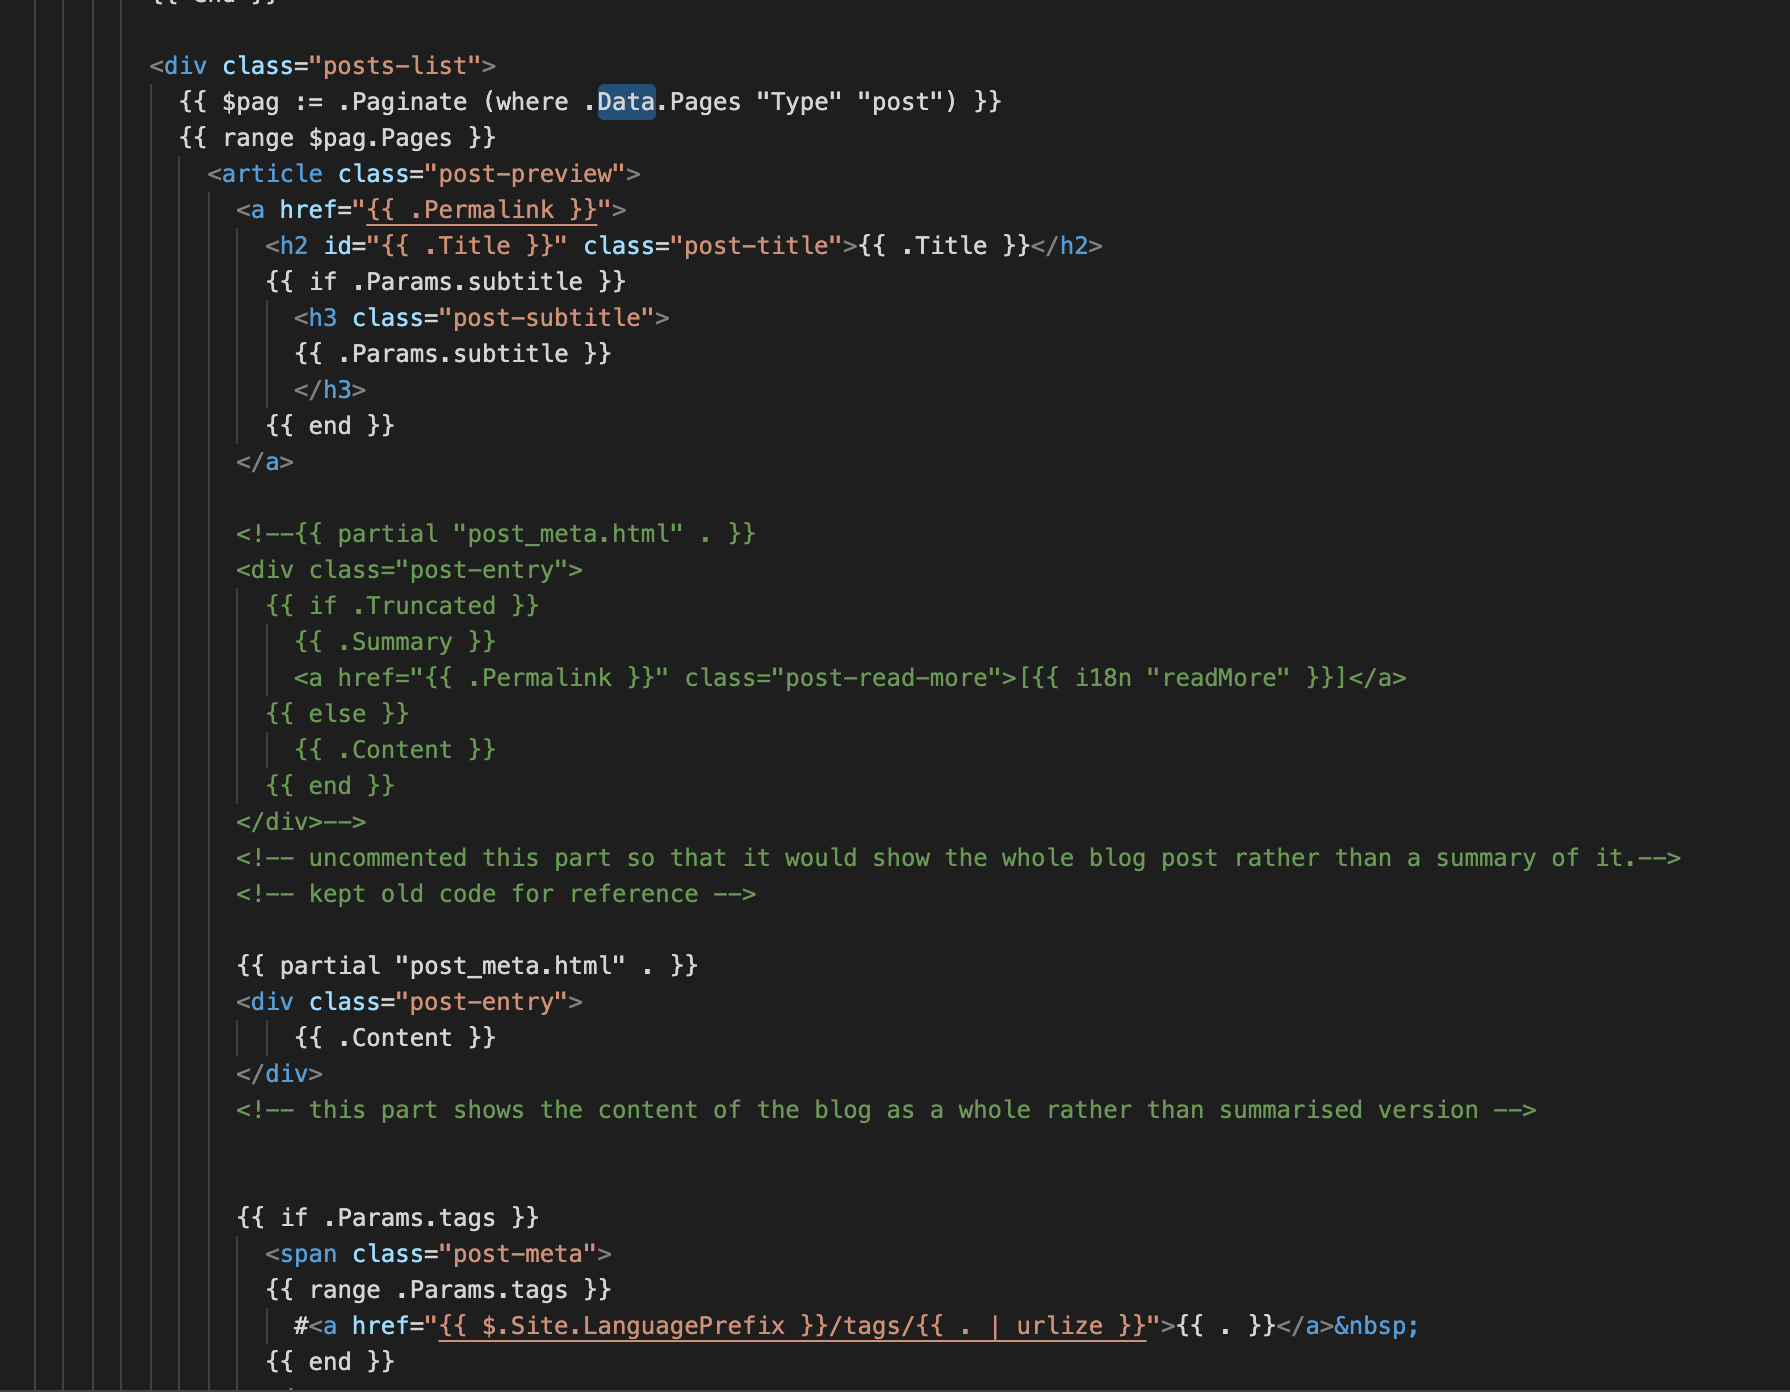 {{ end }}
<div class="posts-list">
{{ $pag := .Paginate (where .Data.Pages "Type" "post") }}
{{ range $pag.Pages }}
<article class="post-preview">
<a href="{{ .Permalink }}">
<h2 id="{{ .Title }}" class="post-title">{{ .Title }}</h2>
{{ if .Params.subtitle }}
<h3 class="post-subtitle">
{{ .Params.subtitle }}
</h3>
{{ end }}
</a>
<!--{{ partial "post_meta.html" . }}
<div class="post-entry">
{{ if .Truncated }}
{{ .Summary }}
<a href="{{ .Permalink }}" class="post-read-more">[{{ i18n "readMore" }}]</a>
{{ else }}
{{ .Content }}
{{ end }}
</div>-->
<!-- uncommented this part so that it would show the whole blog post rather than a summary of it.-->
<!-- kept old code for reference -->
{{ partial "post_meta.html" . }}
<div class="post-entry">
{{ .Content }}
</div>
<!-- this part shows the content of the blog as a whole rather than summarised version -->
{{ if .Params.tags }}
<span class="post-meta">
{{ range .Params.tags }}
#<a href="{{ $.Site.LanguagePrefix }}/tags/{{ . | urlize }}">{{ . }}</a>&nbsp;
{{ end }}